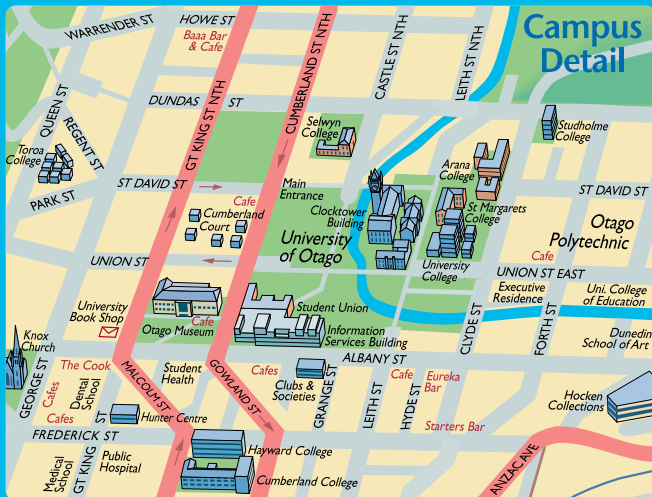 Campus
Detail
WARRENDER ST
HOWE ST
Baaa Bar
& Cafe
GT KING ST NTH
CUMBERLAND ST NTH
CASTLE ST NTH
LEITH ST NTH
QUEEN ST
REGENT ST
DUNDAS ST
Selwyn
College
Studholme
College
Toroa
College
Arana
College
ST DAVID ST
Main
Entrance
ST DAVID ST
PARK ST
Cafe
Cumberland
Court
Clocktower
Building
St Margarets
College
Otago
Polytechnic
University
of Otago
Cafe
UNION ST
University
College
UNION ST EAST
Executive
Residence
Uni. College
of Education
University
Book Shop
Cafe
Otago Museum
Student Union
Information
Services Building
CLYDE ST
FORTH ST
Dunedin
School of Art
Knox
Church
ALBANY ST
GEORGE ST
The Cook
Cafes
Dental
School
MALCOLM ST
Student
Health
GOWLAND ST
Cafes
Clubs &
Societies
GRANGE ST
LEITH ST
Cafe
HYDE ST
Eureka
Bar
Hocken
Collections
Cafes
Hunter Centre
Starters Bar
FREDERICK ST
Hayward College
ANZAC AVE
Medical
School
GT KING ST
Public
Hospital
Cumberland College